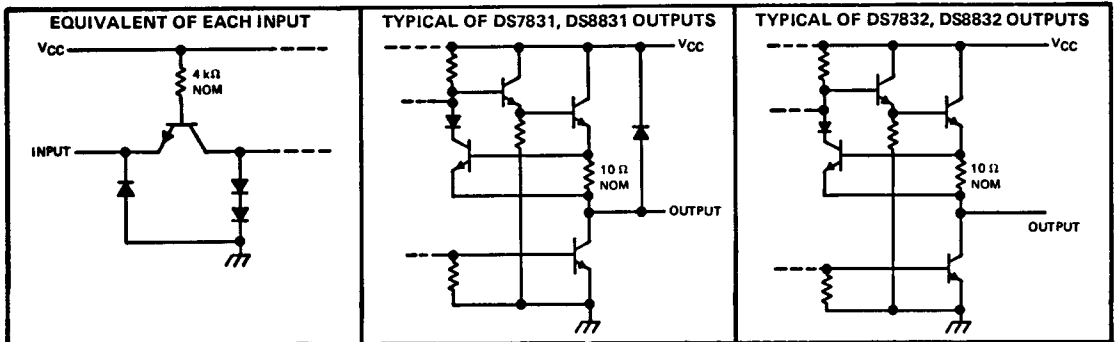 EQUIVALENT OF EACH INPUT
VCC
4 kΩ
NOM
INPUT
TYPICAL OF DS7831, DS8831 OUTPUTS
VCC
10 Ω
NOM
OUTPUT
TYPICAL OF DS7832, DS8832 OUTPUTS
VCC
10 Ω
NOM
OUTPUT